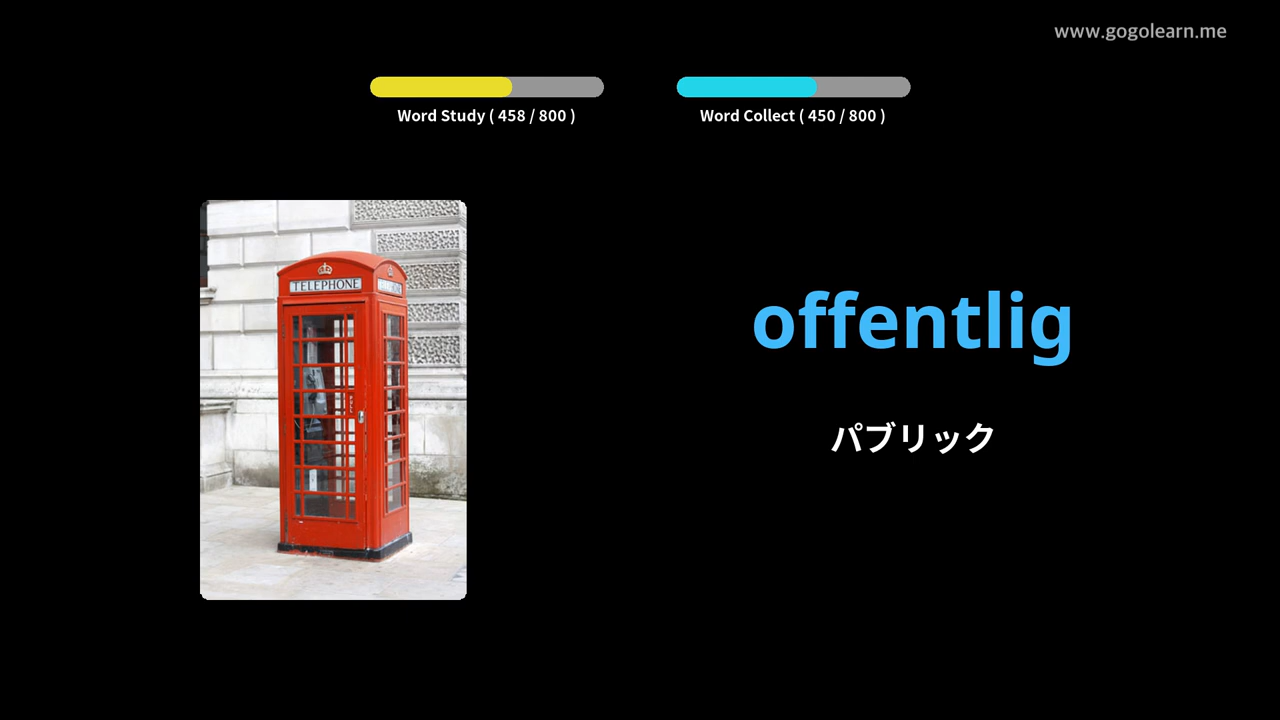 www.gogolearn.me
Word Study ( 458 / 800 )
Word Collect ( 450 / 800 )
TELEPHONE
offentlig
パブリック